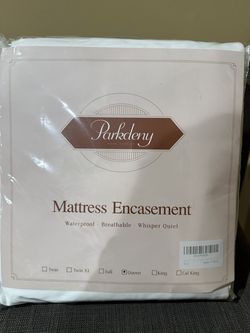 Parkdeny
Mattress Encasement
Waterproof · Breathable · Whisper Quiet
Twin Twin Xl Full Queen King Cal King